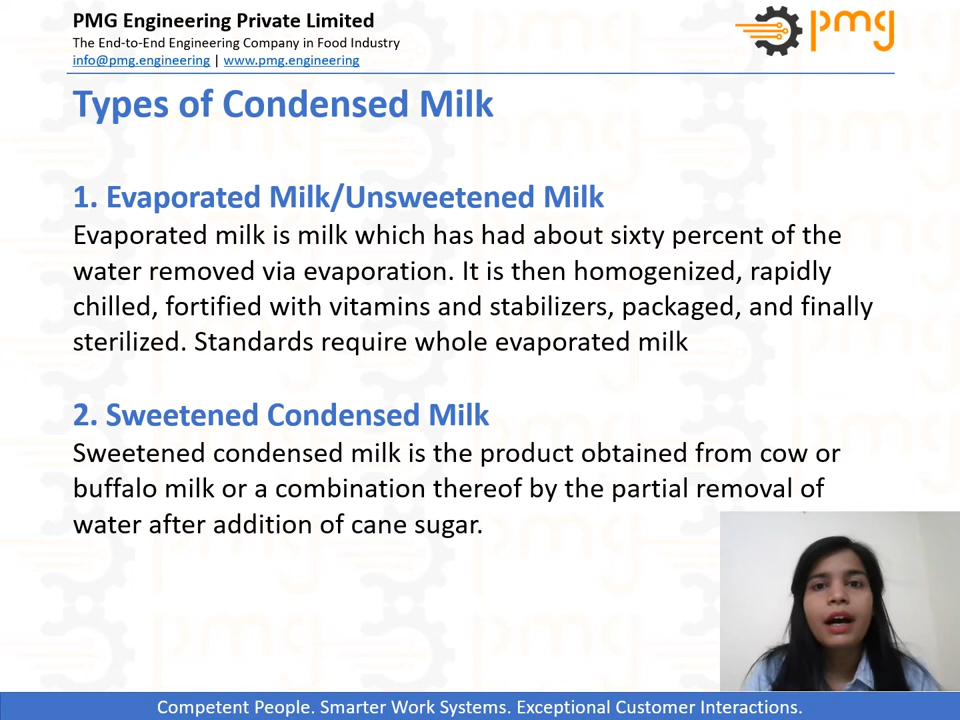 PMG Engineering Private Limited
The End-to-End Engineering Company in Food Industry
info@pmg.engineering | www.pmg.engineering
pmg
Types of Condensed Milk
1. Evaporated Milk/Unsweetened Milk
Evaporated milk is milk which has had about sixty percent of the
water removed via evaporation. It is then homogenized, rapidly
chilled, fortified with vitamins and stabilizers, packaged, and finally
sterilized. Standards require whole evaporated milk
2. Sweetened Condensed Milk
Sweetened condensed milk is the product obtained from cow or
buffalo milk or a combination thereof by the partial removal of
water after addition of cane sugar.
Competent People. Smarter Work Systems. Exceptional Customer Interactions.